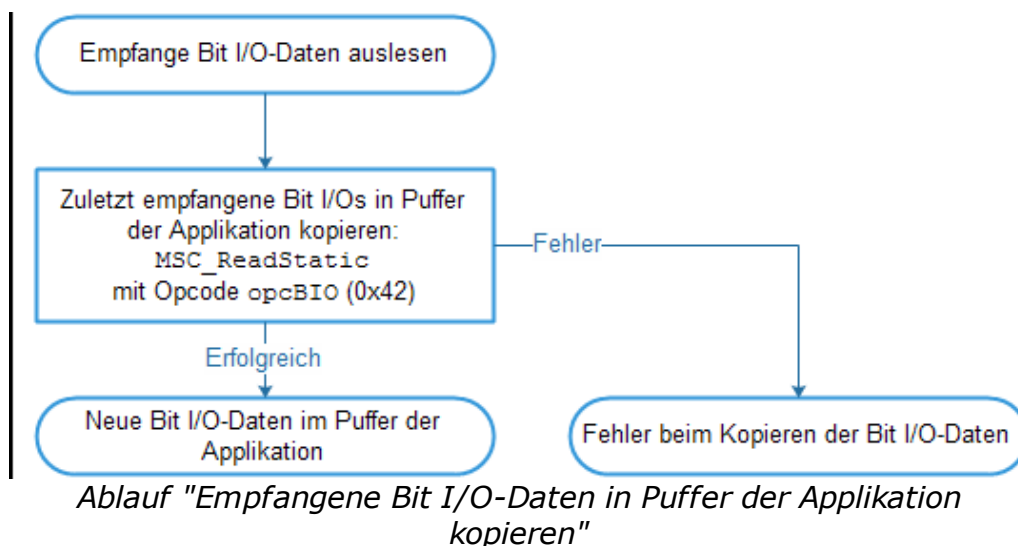 Empfange Bit I/O-Daten auslesen
Zuletzt empfangene Bit I/Os in Puffer
der Applikation kopieren:
MSC_ReadStatic
mit Opcode opcBIO (0x42)
Fehler
Erfolgreich
Neue Bit I/O-Daten im Puffer der
Applikation
Fehler beim Kopieren der Bit I/O-Daten
Ablauf "Empfangene Bit I/O-Daten in Puffer der Applikation
kopieren"